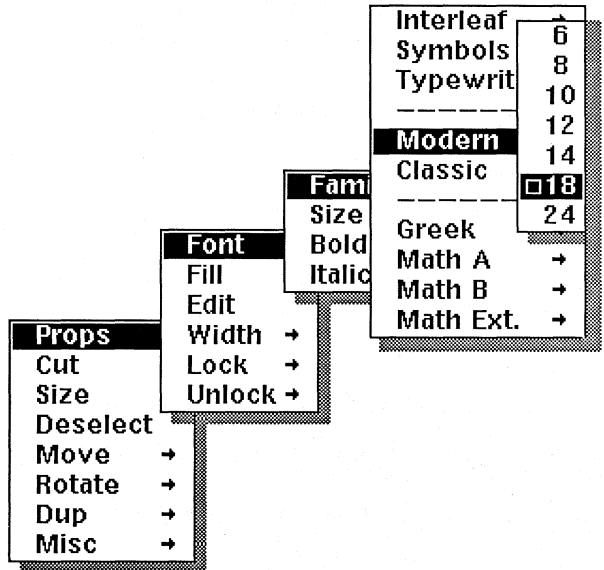 Props
Cut
Size
Deselect
Move
Rotate
Dup
Misc
Font
Fill
Edit
Width
Lock
Unlock
Fami
Size
Bold
Italic
Interleaf
Symbols
Typewrit
Modern
Classic
Greek
Math A
Math B
Math Ext.
6
8
10
12
14
18
24